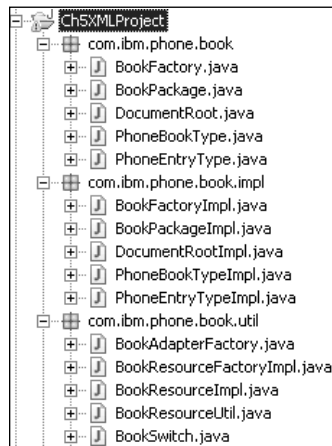 Ch5XMLProject
com.ibm.phone.book
BookFactory.java
BookPackage.java
DocumentRoot.java
PhoneBookType.java
PhoneEntryType.java
com.ibm.phone.book.impl
BookFactoryImpl.java
BookPackageImpl.java
DocumentRootImpl.java
PhoneBookTypeImpl.java
PhoneEntryTypeImpl.java
com.ibm.phone.book.util
BookAdapterFactory.java
BookResourceFactoryImpl.java
BookResourceImpl.java
BookResourceUtil.java
BookSwitch.java